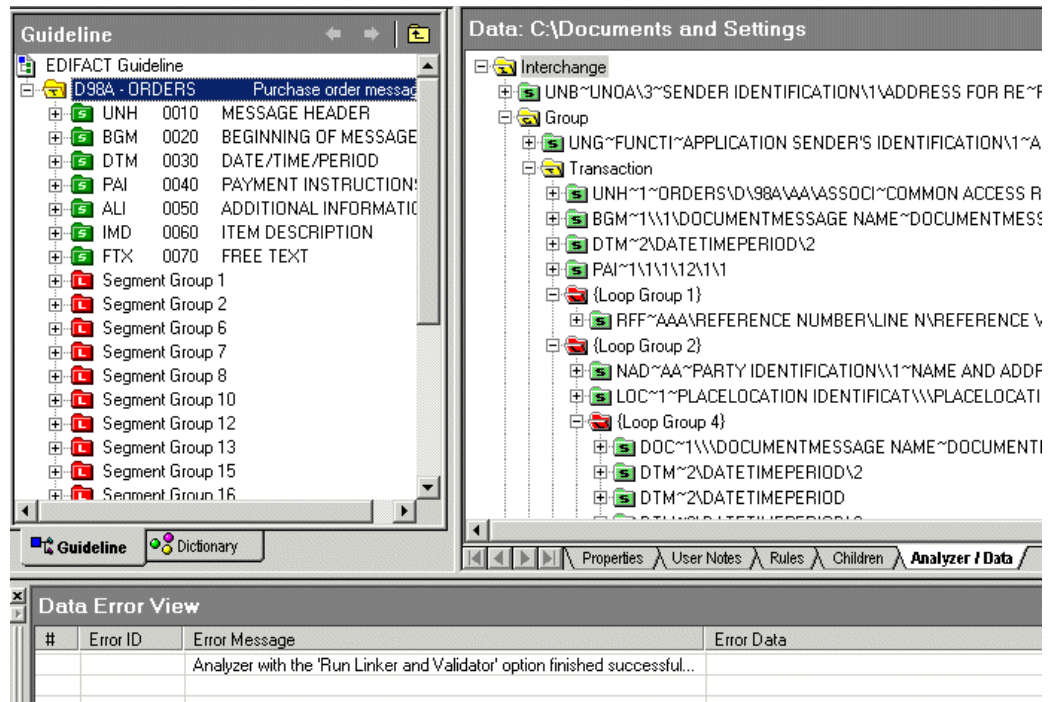 Guideline
EDIFACT Guideline
D98A - ORDERS Purchase order messag
UNH 0010 MESSAGE HEADER
BGM 0020 BEGINNING OF MESSAGE
DTM 0030 DATE/TIME/PERIOD
PAI 0040 PAYMENT INSTRUCTION
ALI 0050 ADDITIONAL INFORMATI
IMD 0060 ITEM DESCRIPTION
FTX 0070 FREE TEXT
Segment Group 1
Segment Group 2
Segment Group 6
Segment Group 7
Segment Group 8
Segment Group 10
Segment Group 12
Segment Group 13
Segment Group 15
Segment Group 16
Guideline Dictionary
Data: C:\Documents and Settings
Interchange
UNB~UNOA\3~SENDER IDENTIFICATION\1\ADDRESS FOR RE~
Group
UNG~FUNCTI~APPLICATION SENDER'S IDENTIFICATION\1~A
Transaction
UNH~1~ORDERS\D\98A\AA\ASSOCI~COMMON ACCESS R
BGM~1\\1\DOCUMENTMESSAGE NAME~DOCUMENTMESS
DTM~2\DATETIMEPERIOD\2
PAI~1\1\1\12\1\1
{Loop Group 1}
RFF~AAA\REFERENCE NUMBER\LINE N\REFERENCE V
{Loop Group 2}
NAD~AA~PARTY IDENTIFICATION\\1~NAME AND ADDR
LOC~1~PLACELOCATION IDENTIFICAT\\\PLACELOCATI
{Loop Group 4}
DOC~1\\\DOCUMENTMESSAGE NAME~DOCUMENT
DTM~2\DATETIMEPERIOD\2
DTM~2\DATETIMEPERIOD
Properties User Notes Rules Children Analyzer / Data
Data Error View
# Error ID Error Message Error Data
Analyzer with the 'Run Linker and Validator' option finished successful...